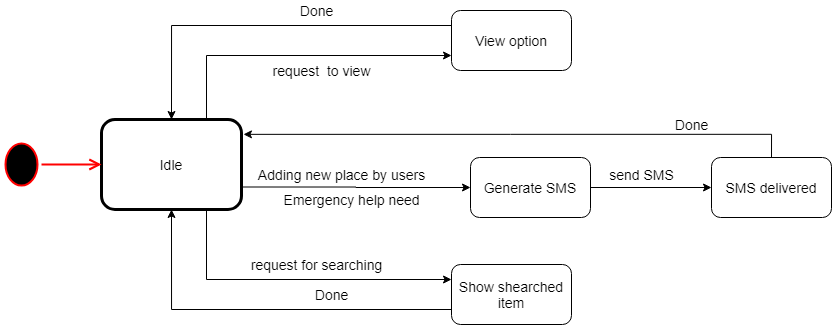 Done
View option
request to view
Done
Idle
Adding new place by users
Generate SMS
send SMS
SMS delivered
Emergency help need
request for searching
Done
Show shearched
item